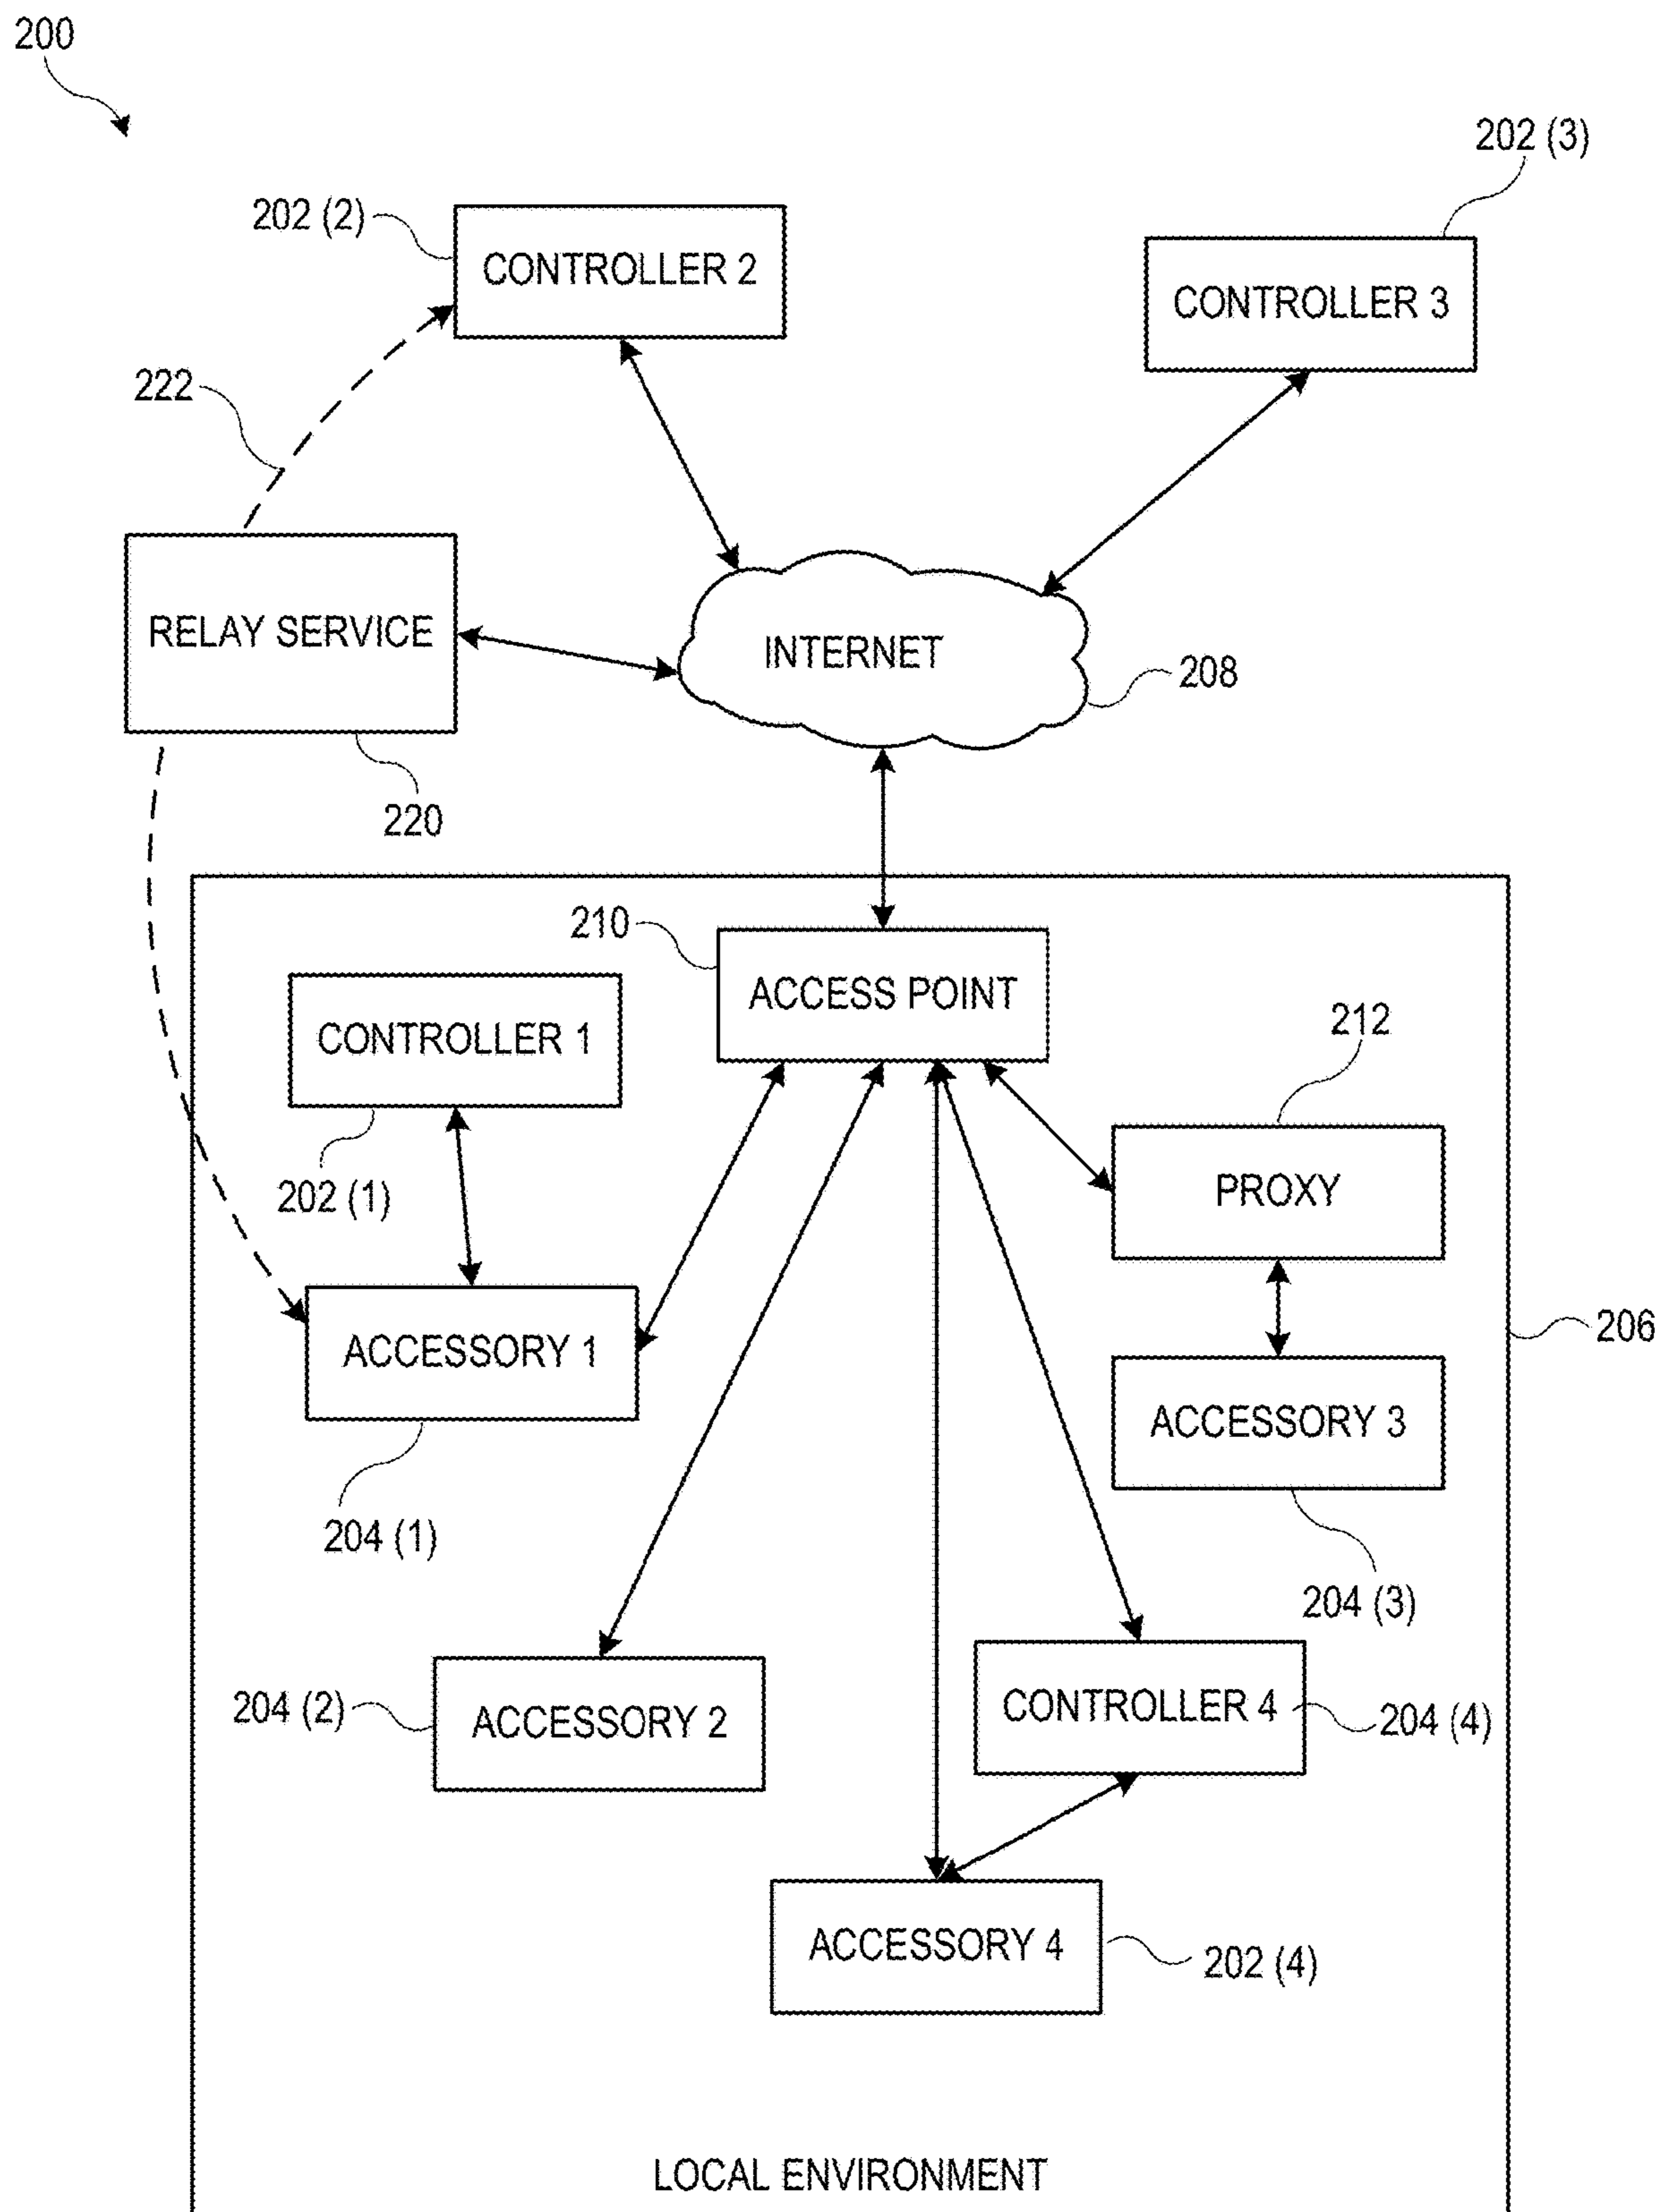 200
202 (3)
202 (2)
CONTROLLER 2
CONTROLLER 3
222
RELAY SERVICE
INTERNET
208
220
210
ACCESS POINT
CONTROLLER 1
212
202 (1)
PROXY
206
ACCESSORY 1
ACCESSORY 3
204 (1)
204 (3)
204 (2)
ACCESSORY 2
CONTROLLER 4
204 (4)
ACCESSORY 4
202 (4)
LOCAL ENVIRONMENT